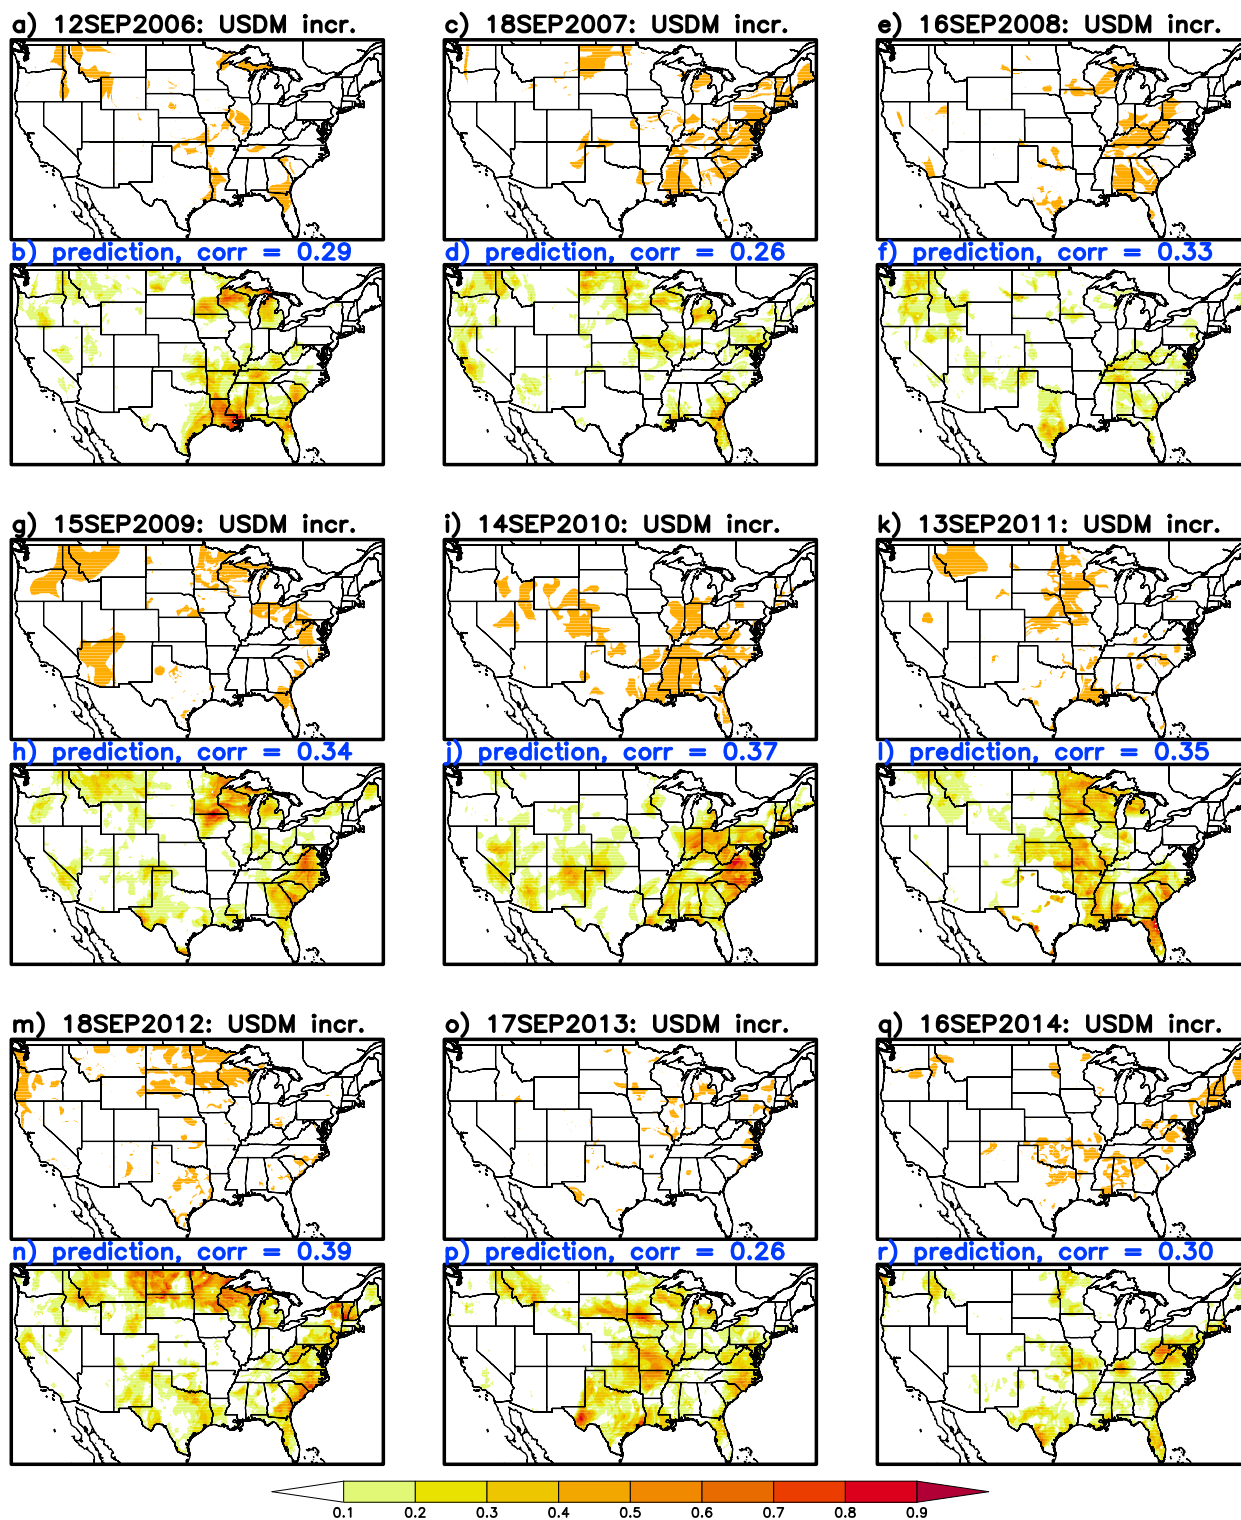 a) 12SEP2006: USDM incr.
c) 18SEP2007: USDM incr.
e) 16SEP2008: USDM incr.
b) prediction, corr = 0.29
d) prediction, corr = 0.26
f) prediction, corr = 0.33
g) 15SEP2009: USDM incr.
i) 14SEP2010: USDM incr.
k) 13SEP2011: USDM incr.
h) prediction, corr = 0.34
j) prediction, corr = 0.37
l) prediction, corr = 0.35
m) 18SEP2012: USDM incr.
o) 17SEP2013: USDM incr.
q) 16SEP2014: USDM incr.
n) prediction, corr = 0.39
p) prediction, corr = 0.26
r) prediction, corr = 0.30
0.1 0.2 0.3 0.4 0.5 0.6 0.7 0.8 0.9